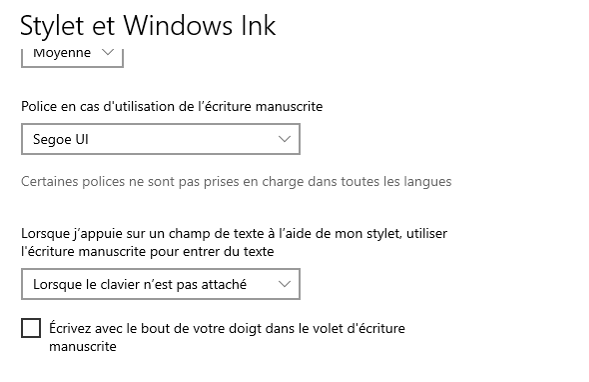 Stylet et Windows Ink
Moyenne
Police en cas d'utilisation de l'écriture manuscrite
Segoe UI
Certaines polices ne sont pas prises en charge dans toutes les langues
Lorsque j’appuie sur un champ de texte à l’aide de mon stylet, utiliser
l'écriture manuscrite pour entrer du texte
Lorsque le clavier n’est pas attaché
Écrivez avec le bout de votre doigt dans le volet d'écriture
manuscrite